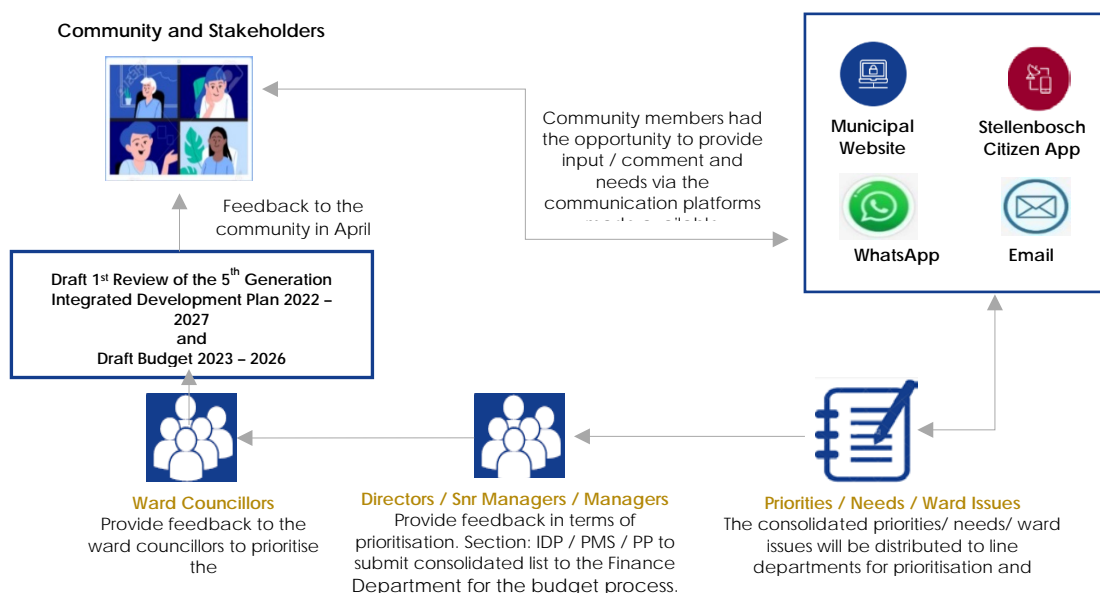 Community and Stakeholders
Community members had
the opportunity to provide
input / comment and
needs via the
communication platforms
Municipal
Website
Stellenbosch
Citizen App
WhatsApp
Email
Feedback to the
community in April
Draft 1st Review of the 5th Generation
Integrated Development Plan 2022 –
2027
and
Draft Budget 2023 – 2026
Ward Councillors
Provide feedback to the
ward councillors to prioritise
the
Directors / Snr Managers / Managers
Provide feedback in terms of
prioritisation. Section: IDP / PMS / PP to
submit consolidated list to the Finance
Department for the budget process.
Priorities / Needs / Ward Issues
The consolidated priorities/ needs/ ward
issues will be distributed to line
departments for prioritisation and